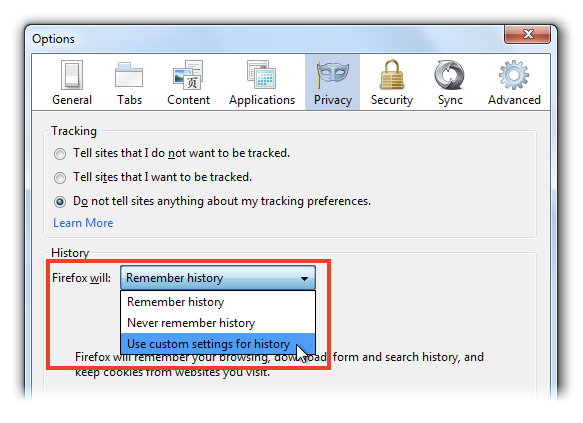 Options
General Tabs Content Applications Privacy Security Sync Advanced
Tracking
Tell sites that I do not want to be tracked.
Tell sites that I want to be tracked.
Do not tell sites anything about my tracking preferences.
Learn More
History
Firefox will: Remember history
Remember history
Never remember history
Use custom settings for history
Firefox will remember your browsing, download, form and search history, and
keep cookies from websites you visit.